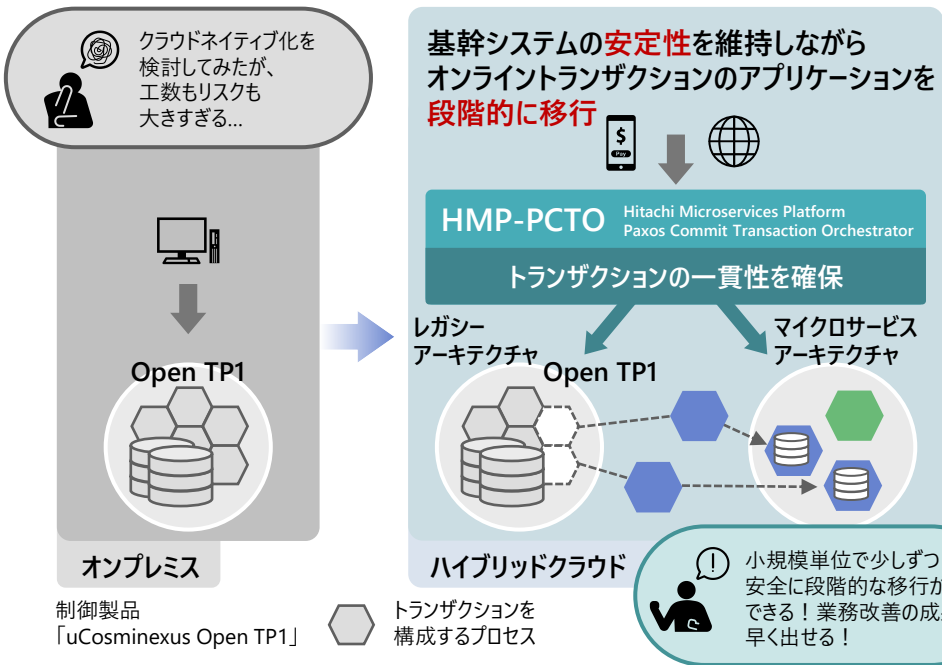 クラウドネイティブ化を
検討してみたが、
工数もリスクも
大きすぎる...
Open TP1
オンプレミス
制御製品
「uCosminexus Open TP1」
トランザクションを
構成するプロセス
基幹システムの安定性を維持しながら
オンライントランザクションのアプリケーションを
段階的に移行
$
Pay
HMP-PCTO
Hitachi Microservices Platform
Paxos Commit Transaction Orchestrator
トランザクションの一貫性を確保
レガシー
アーキテクチャ
Open TP1
マイクロサービス
アーキテクチャ
ハイブリッドクラウド
小規模単位で少しずつ
安全に段階的な移行が
できる！業務改善の成
早く出せる！